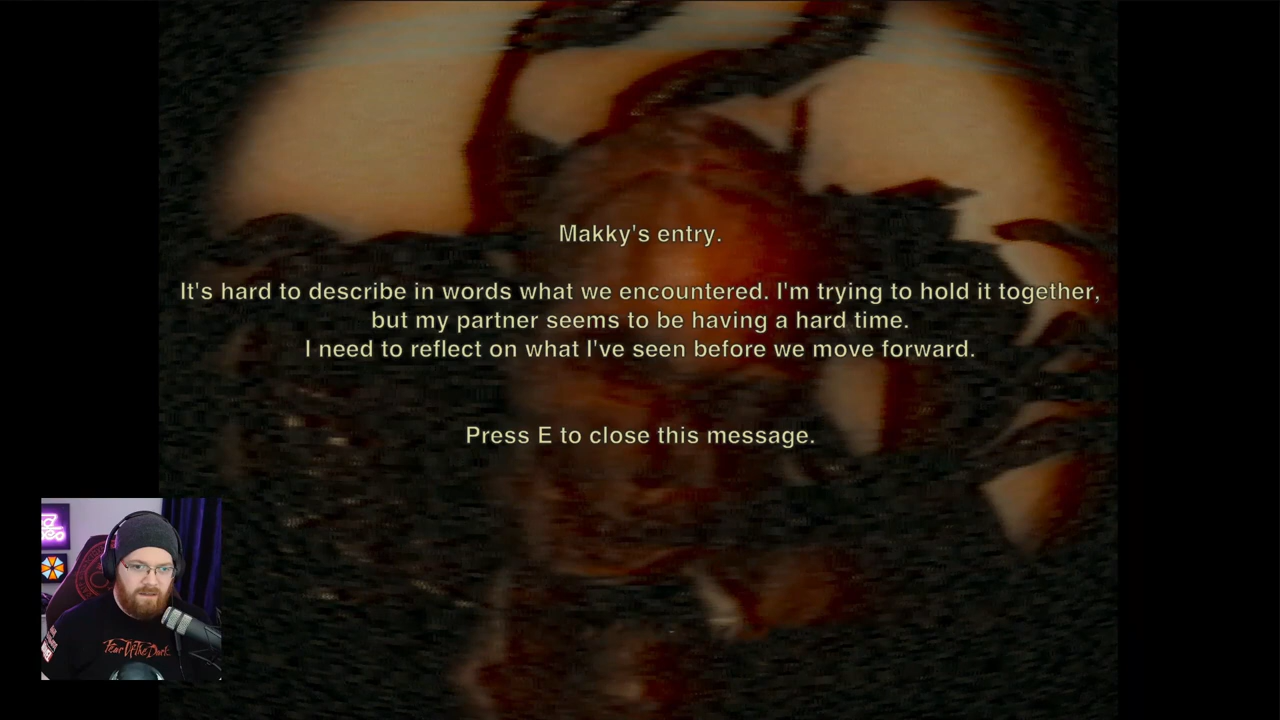 Makky's entry.
It's hard to describe in words what we encountered. I'm trying to hold it together,
but my partner seems to be having a hard time.
I need to reflect on what I've seen before we move forward.
Press E to close this message.
Fear Of The Dark